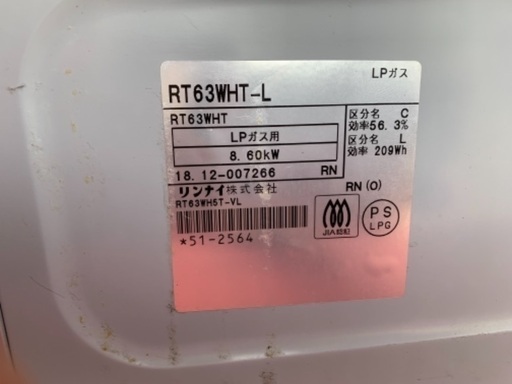 LPガス
RT63WHT-L
RT63WHT
LPガス用
8.60kW
18.12-007266 RN
区分名 C
効率56.3%
区分名 L
効率 209Wh
リンナイ株式会社 RN(O)
RT63WH5T-VL
*51-2564
JIA認証
PS
LPG